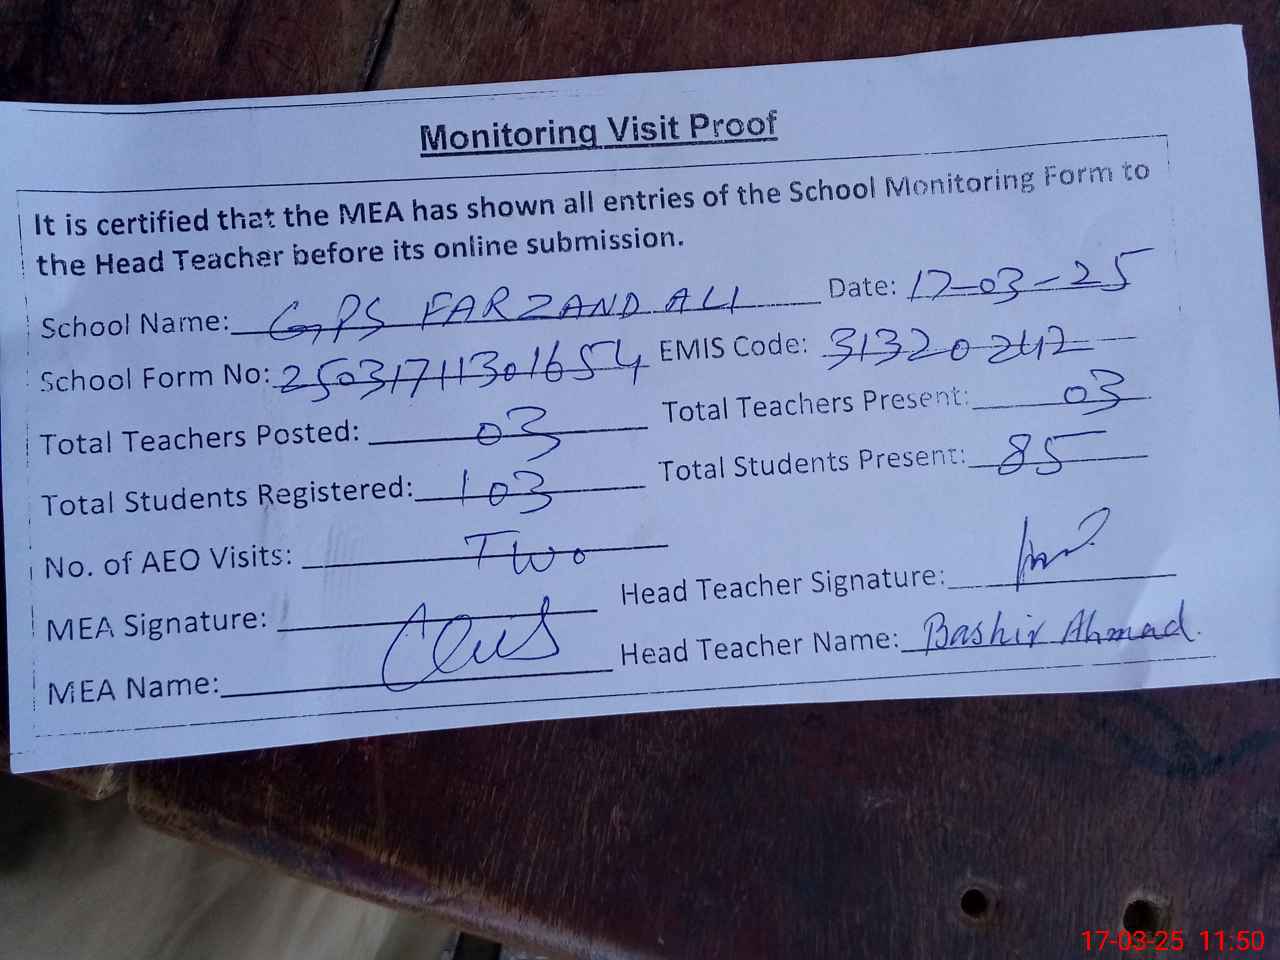 Monitoring Visit Proof
It is certified that the MEA has shown all entries of the School Monitoring Form to
the Head Teacher before its online submission.
School Name: GPS FARZAND ALI Date: 17-03-25
School Form No: 25031711301654 EMIS Code: 31320242
Total Teachers Posted: 03 Total Teachers Present: 03
Total Students Registered: 103 Total Students Present: 85
No. of AEO Visits: Two
MEA Signature: Head Teacher Signature:
MEA Name: Head Teacher Name: Bashir Ahmad.
17-03-25 11:50